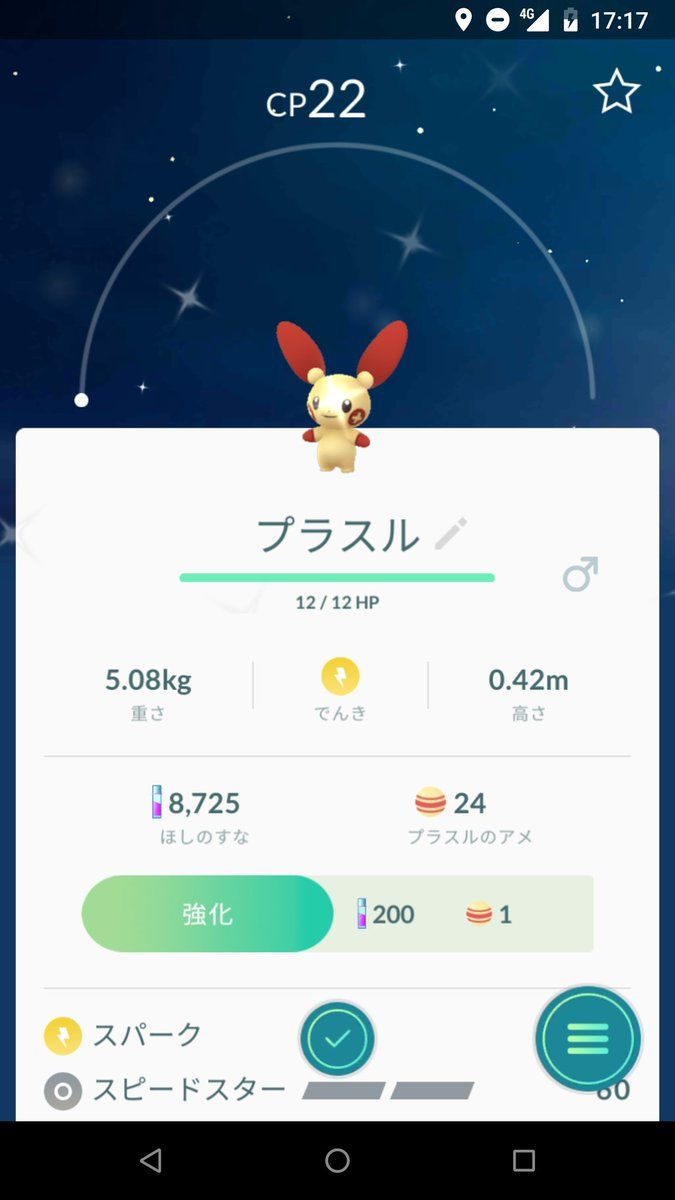 4G 17:17
CP22
プラスル
12 / 12 HP
5.08kg
重さ
でんき
0.42m
高さ
8,725
ほしのすな
24
プラスルのアメ
強化 200 1
スパーク
スピードスター 60